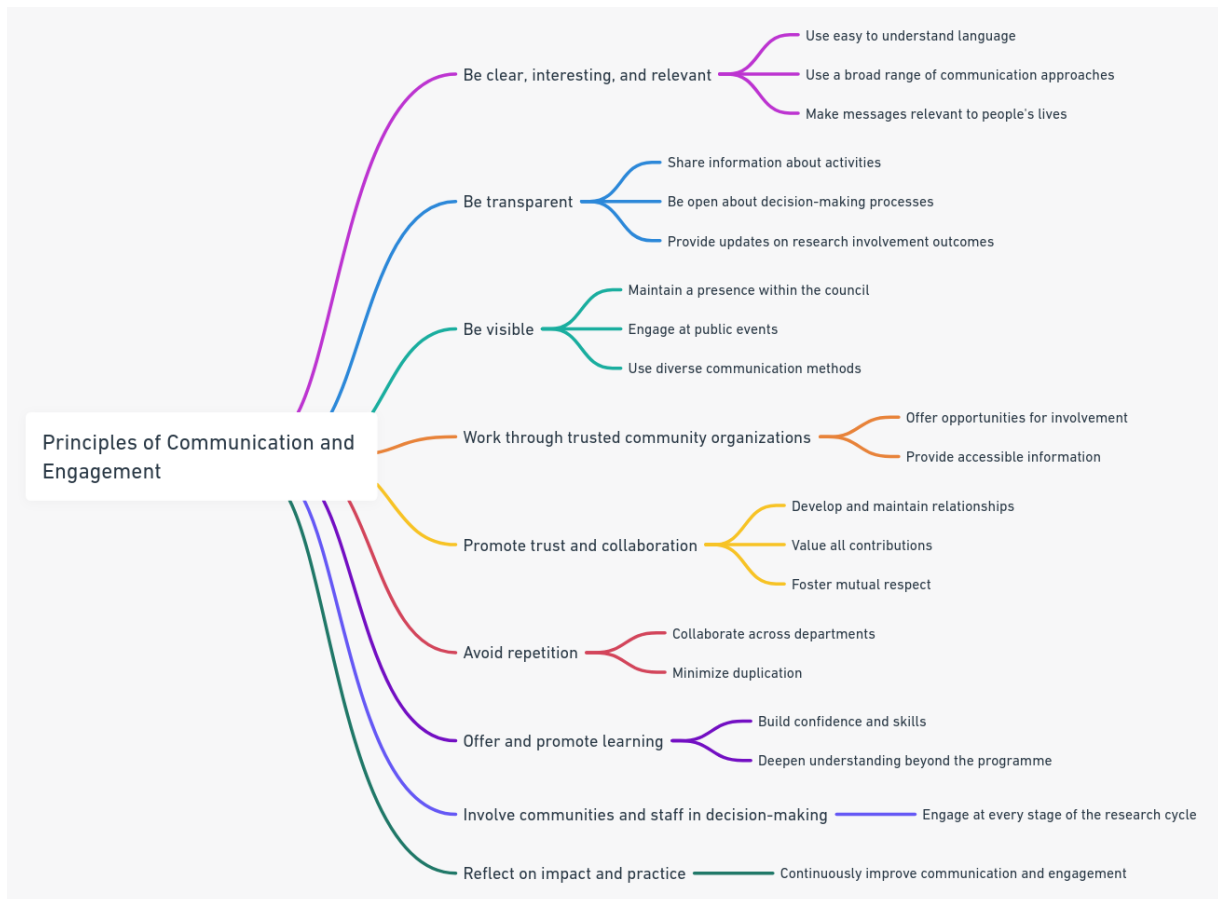 Principles of Communication and
Engagement
Be clear, interesting, and relevant
Use easy to understand language
Use a broad range of communication approaches
Make messages relevant to people's lives
Be transparent
Share information about activities
Be open about decision-making processes
Provide updates on research involvement outcomes
Be visible
Maintain a presence within the council
Engage at public events
Use diverse communication methods
Work through trusted community organizations
Offer opportunities for involvement
Provide accessible information
Promote trust and collaboration
Develop and maintain relationships
Value all contributions
Foster mutual respect
Avoid repetition
Collaborate across departments
Minimize duplication
Offer and promote learning
Build confidence and skills
Deepen understanding beyond the programme
Involve communities and staff in decision-making
Engage at every stage of the research cycle
Reflect on impact and practice
Continuously improve communication and engagement